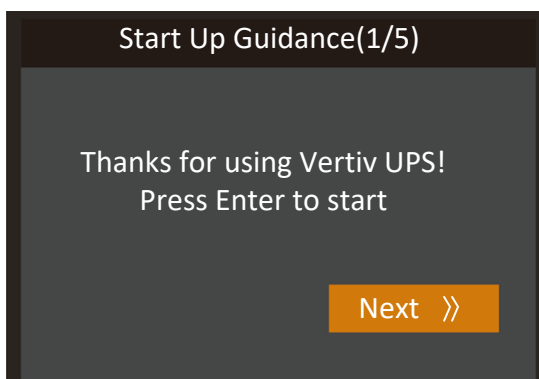 Start Up Guidance(1/5)
Thanks for using Vertiv UPS!
Press Enter to start
Next 》